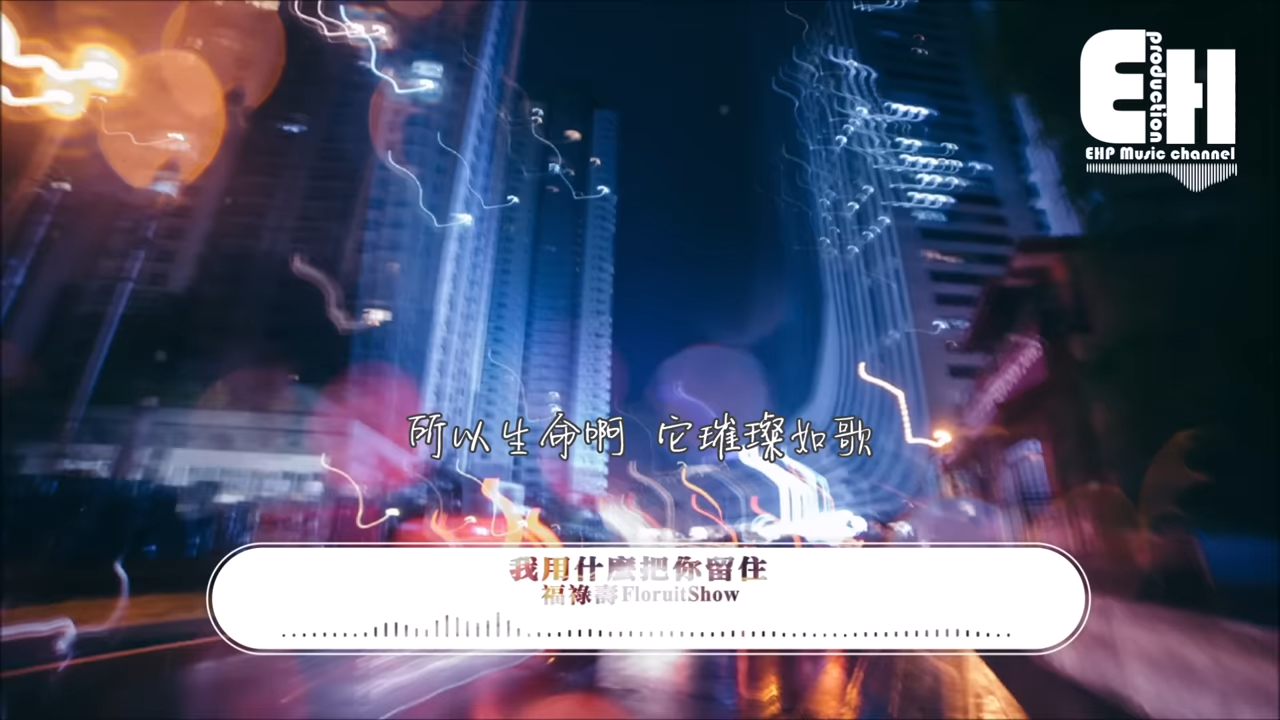 EH
production
EHP Music channel
所以生命啊 它璀璨如歌
我用什麼把你留住
福祿壽FloruitShow